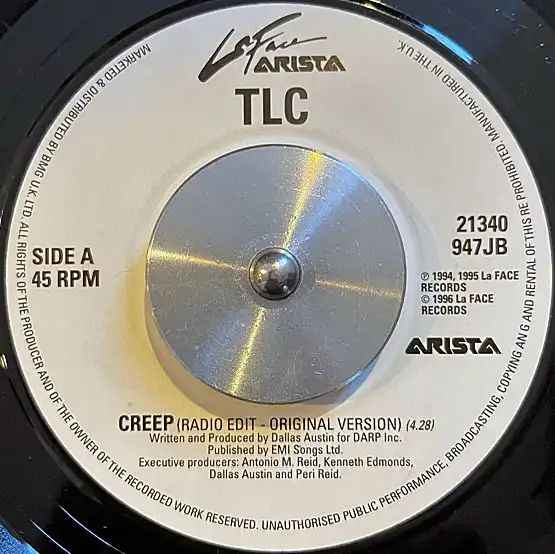 LaFace
ARISTA
TLC
SIDE A
45 RPM
21340
947JB
℗ 1994, 1995 La FACE
RECORDS
© 1996 La FACE
RECORDS
ARISTA
CREEP (RADIO EDIT - ORIGINAL VERSION) (4.28)
Written and Produced by Dallas Austin for DARP Inc.
Published by EMI Songs Ltd.
Executive producers: Antonio M. Reid, Kenneth Edmonds,
Dallas Austin and Peri Reid.
MARKETED & DISTRIBUTED BY BMG U.K. LTD. ALL RIGHTS OF THE PRODUCER AND OF THE OWNER OF THE RECORDED WORK RESERVED. UNAUTHORISED PUBLIC PERFORMANCE, BROADCASTING, COPYING AN G AND RENTAL OF THIS RE PROHIBITED. MANUFACTURED IN THE U.K.